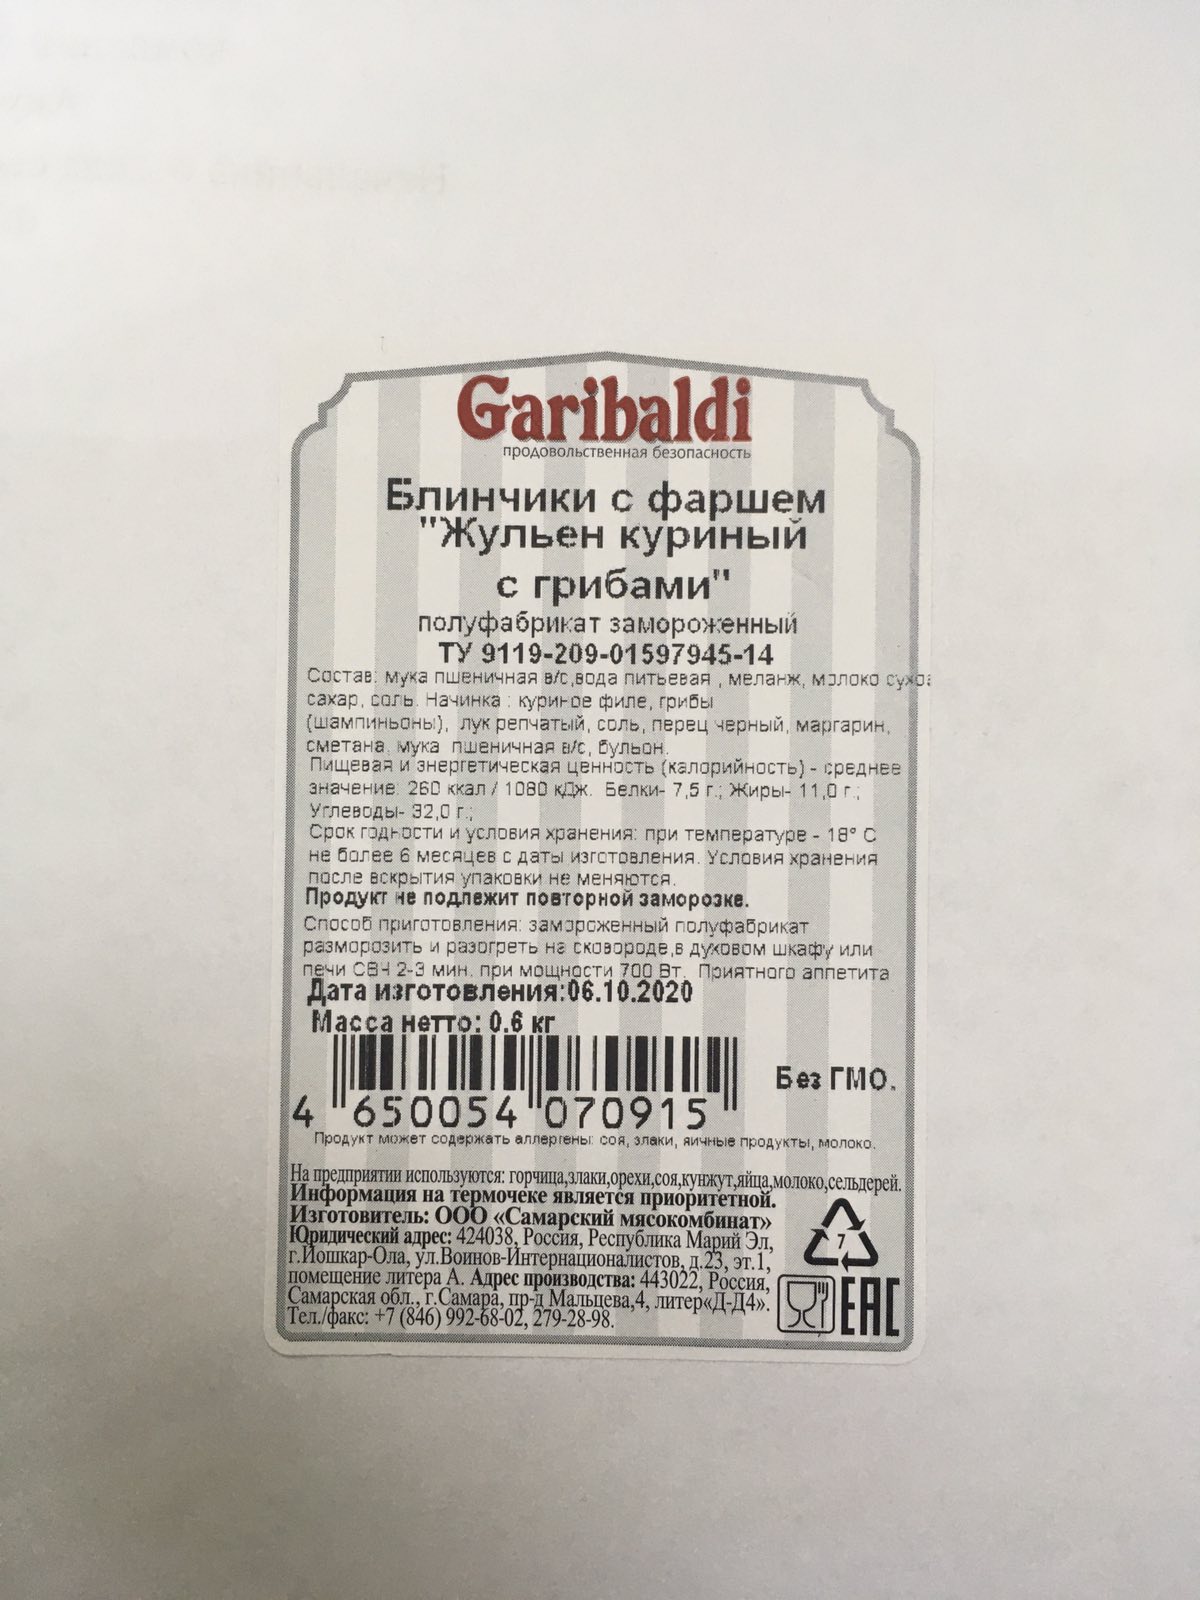 Garibaldi
продовольственная безопасность
Блинчики с фаршем
"Жульен куриный
с грибами"
полуфабрикат замороженный
ТУ 9119-209-01597945-14
Состав: мука пшеничная в/с,вода питьевая , меланж, молоко сухое
сахар, соль. Начинка : куриное филе, грибы
(шампиньоны), лук репчатый, соль, перец черный, маргарин,
сметана, мука пшеничная в/с, бульон.
Пищевая и энергетическая ценность (калорийность) - среднее
значение: 260 ккал / 1080 кДж. Белки- 7,5 г.; Жиры- 11,0 г.;
Углеводы- 32,0 г.;
Срок годности и условия хранения: при температуре - 18° С
не более 6 месяцев с даты изготовления. Условия хранения
после вскрытия упаковки не меняются.
Продукт не подлежит повторной заморозке.
Способ приготовления: замороженный полуфабрикат
разморозить и разогреть на сковороде,в духовом шкафу или
печи СВЧ 2-3 мин. при мощности 700 Вт. Приятного аппетита
Дата изготовления:06.10.2020
Масса нетто: 0.6 кг
Без ГМО.
4 650054 070915
Продукт может содержать аллергены: соя, злаки, яичные продукты, молоко.
На предприятии используются: горчица,злаки,орехи,соя,кунжут,яйца,молоко,сельдерей.
Информация на термочеке является приоритетной.
Изготовитель: ООО «Самарский мясокомбинат»
Юридический адрес: 424038, Россия, Республика Марий Эл,
г.Йошкар-Ола, ул.Воинов-Интернационалистов, д.23, эт.1,
помещение литера А. Адрес производства: 443022, Россия,
Самарская обл., г.Самара, пр-д Мальцева,4, литер«Д-Д4».
Тел./факс: +7 (846) 992-68-02, 279-28-98.
7
EAC